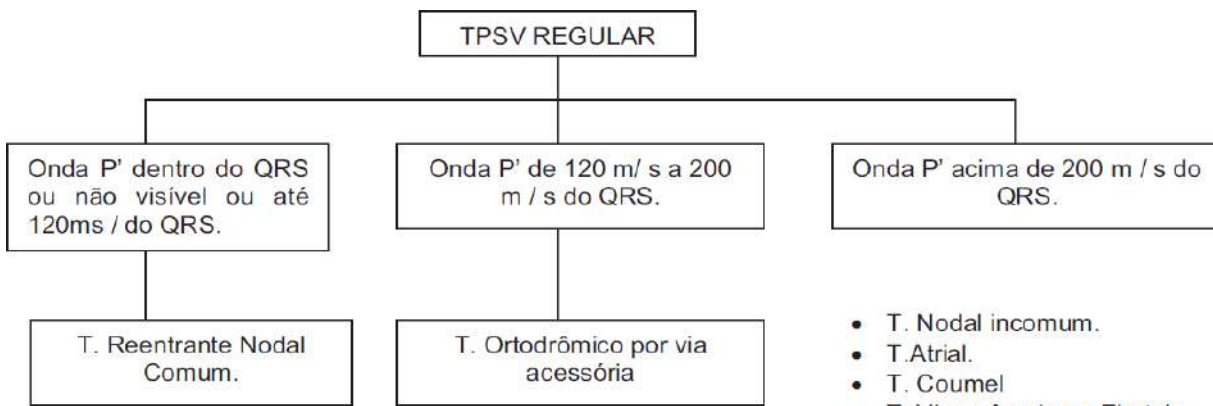 TPSV REGULAR
Onda P' dentro do QRS
ou não visível ou até
120ms / do QRS.
Onda P' de 120 m/ s a 200
m / s do QRS.
Onda P' acima de 200 m / s do
QRS.
T. Reentrante Nodal
Comum.
T. Ortodrômico por via
acessória
• T. Nodal incomum.
• T.Atrial.
• T. Coumel